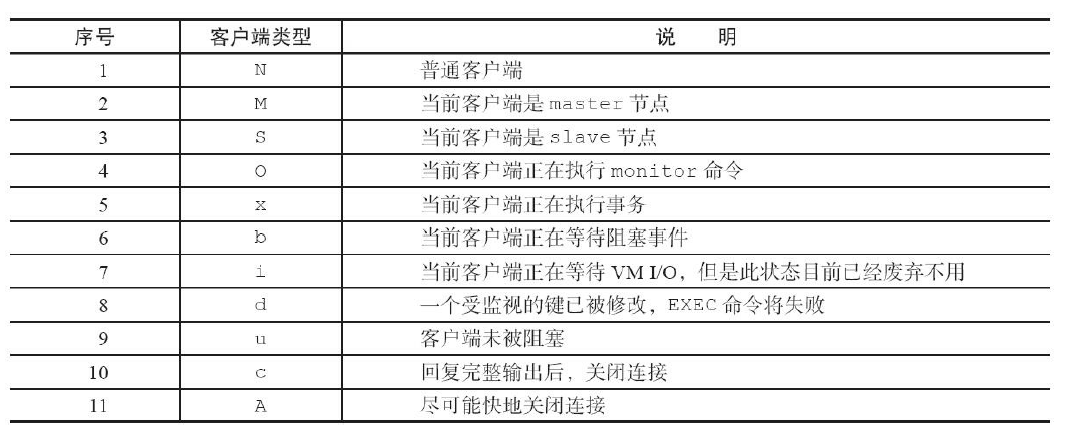 序号 客户端类型 说 明
1 N 普通客户端
2 M 当前客户端是 master 节点
3 S 当前客户端是 slave 节点
4 O 当前客户端正在执行 monitor 命令
5 x 当前客户端正在执行事务
6 b 当前客户端正在等待阻塞事件
7 i 当前客户端正在等待 VM I/O，但是此状态目前已经废弃不用
8 d 一个受监视的键已被修改，EXEC 命令将失败
9 u 客户端未被阻塞
10 c 回复完整输出后，关闭连接
11 A 尽可能快地关闭连接